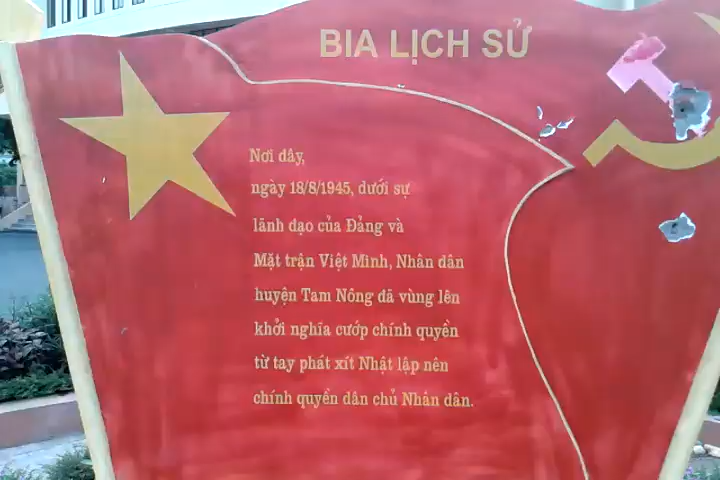 BIA LỊCH SỬ
Nơi đây,
ngày 18/8/1945, dưới sự
lãnh đạo của Đảng và
Mặt trận Việt Minh, Nhân dân
huyện Tam Nông đã vùng lên
khởi nghĩa cướp chính quyền
từ tay phát xít Nhật lập nên
chính quyền dân chủ Nhân dân.